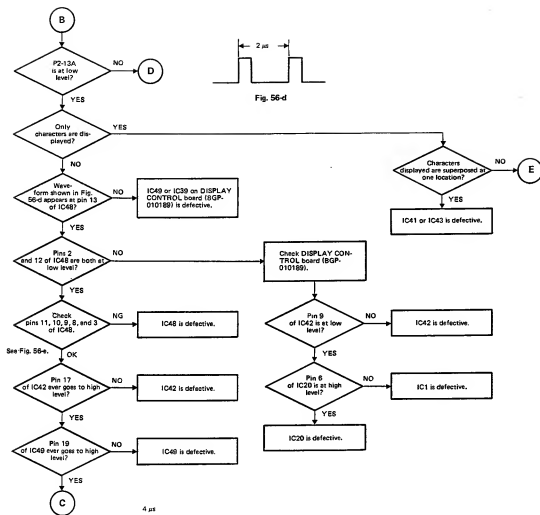 B
P2-13A
is at low
level?
NO
D
YES
2 µs
Fig. 56-d
Only
characters are dis-
played?
YES
NO
Characters
displayed are superposed at
one location?
NO
E
YES
IC41 or IC43 is defective.
Wave-
form shown in Fig.
56-d appears at pin 13
of IC48?
NO
IC49 or IC39 on DISPLAY
CONTROL board (BGP-
010189) is defective.
YES
Pins 2
and 12 of IC48 are both at
low level?
NO
Check DISPLAY CON-
TROL board (BGP-
010189).
YES
Check
pins 11, 10, 9, 8, and 3
of IC48.
NG
IC48 is defective.
See Fig. 56-e.
OK
Pin 9
of IC42 is at low
level?
NO
IC42 is defective.
YES
Pin 17
of IC42 ever goes to high
level?
NO
IC42 is defective.
YES
Pin 6
of IC20 is at high
level?
NO
IC1 is defective.
YES
IC20 is defective.
Pin 19
of IC49 ever goes to high
level?
NO
IC49 is defective.
YES
C
4 µs